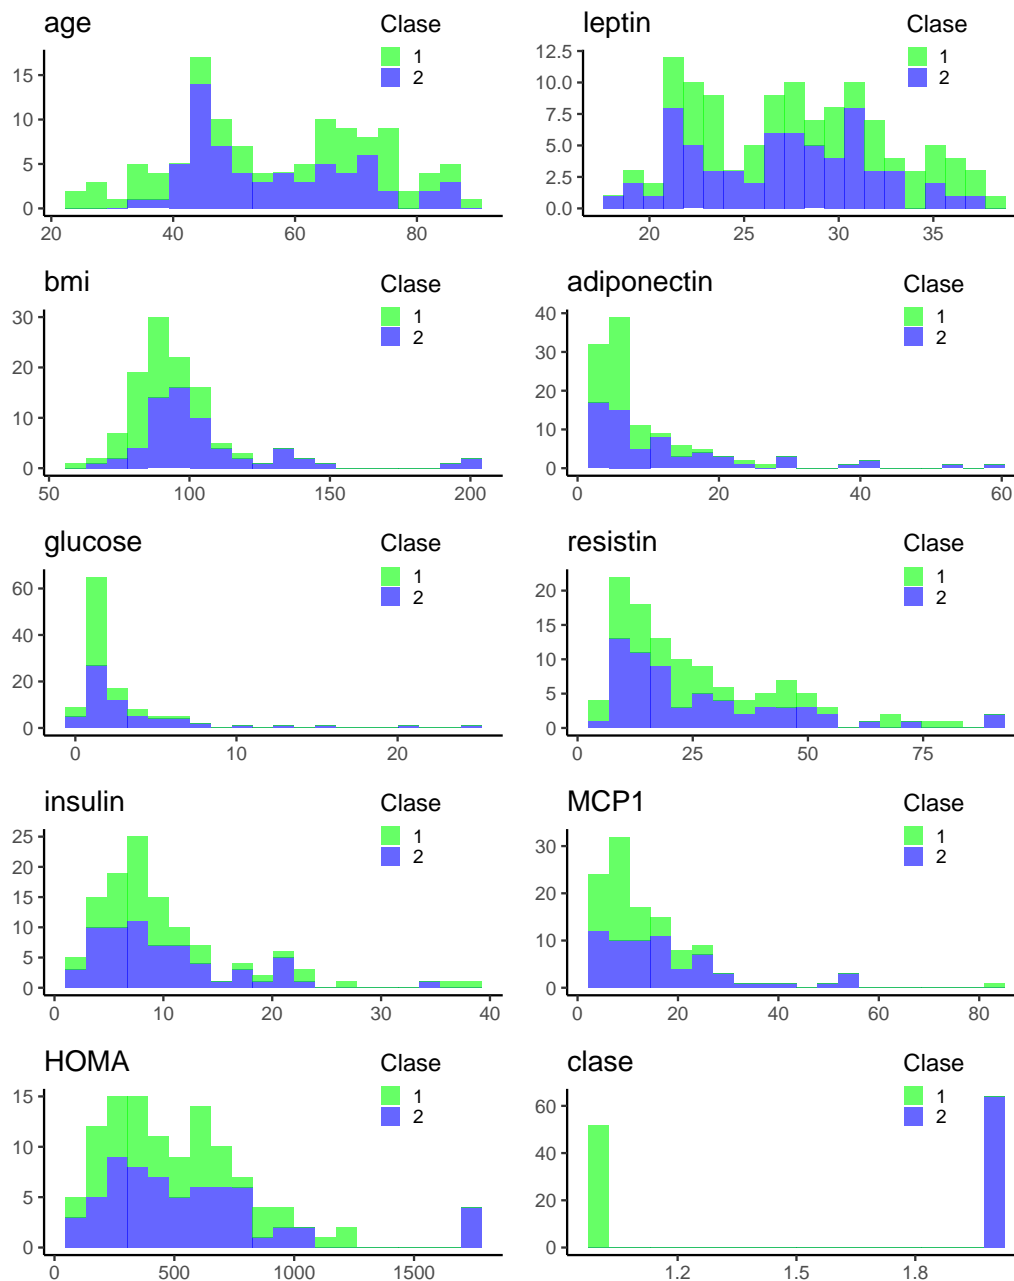 age
Clase
1
2
15
10
5
0
20 40 60 80
leptin
Clase
1
2
12.5
10.0
7.5
5.0
2.5
0.0
20 25 30 35
bmi
Clase
1
2
30
20
10
0
50 100 150 200
adiponectin
Clase
1
2
40
30
20
10
0
0 20 40 60
glucose
Clase
1
2
60
40
20
0
0 10 20
resistin
Clase
1
2
20
15
10
5
0
0 25 50 75
insulin
Clase
1
2
25
20
15
10
5
0
0 10 20 30 40
MCP1
Clase
1
2
30
20
10
0
0 20 40 60 80
HOMA
Clase
1
2
15
10
5
0
0 500 1000 1500
clase
Clase
1
2
60
40
20
0
1.2 1.5 1.8